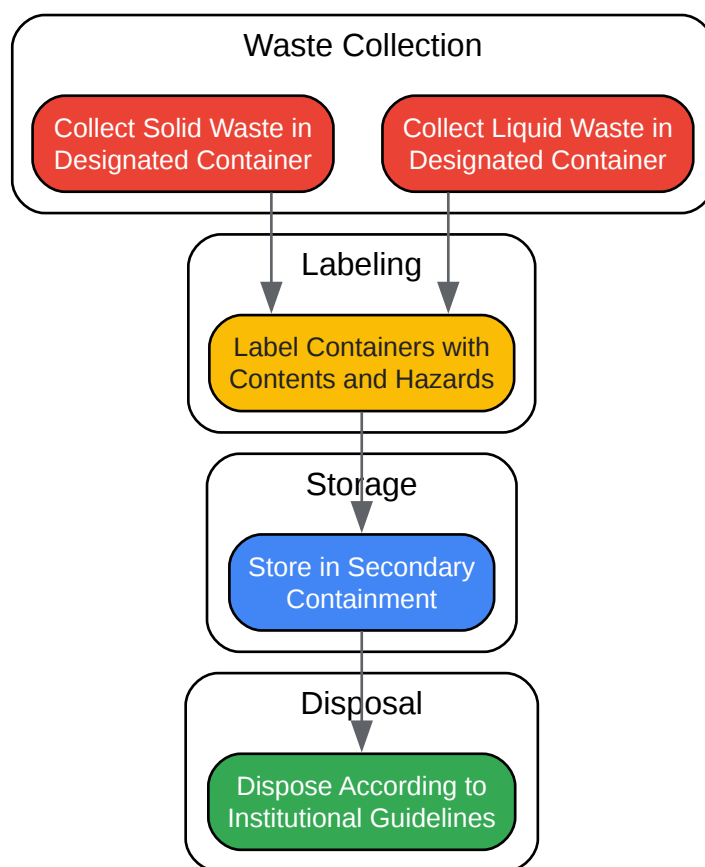 Waste Collection
Collect Solid Waste in
Designated Container
Collect Liquid Waste in
Designated Container
Labeling
Label Containers with
Contents and Hazards
Storage
Store in Secondary
Containment
Disposal
Dispose According to
Institutional Guidelines